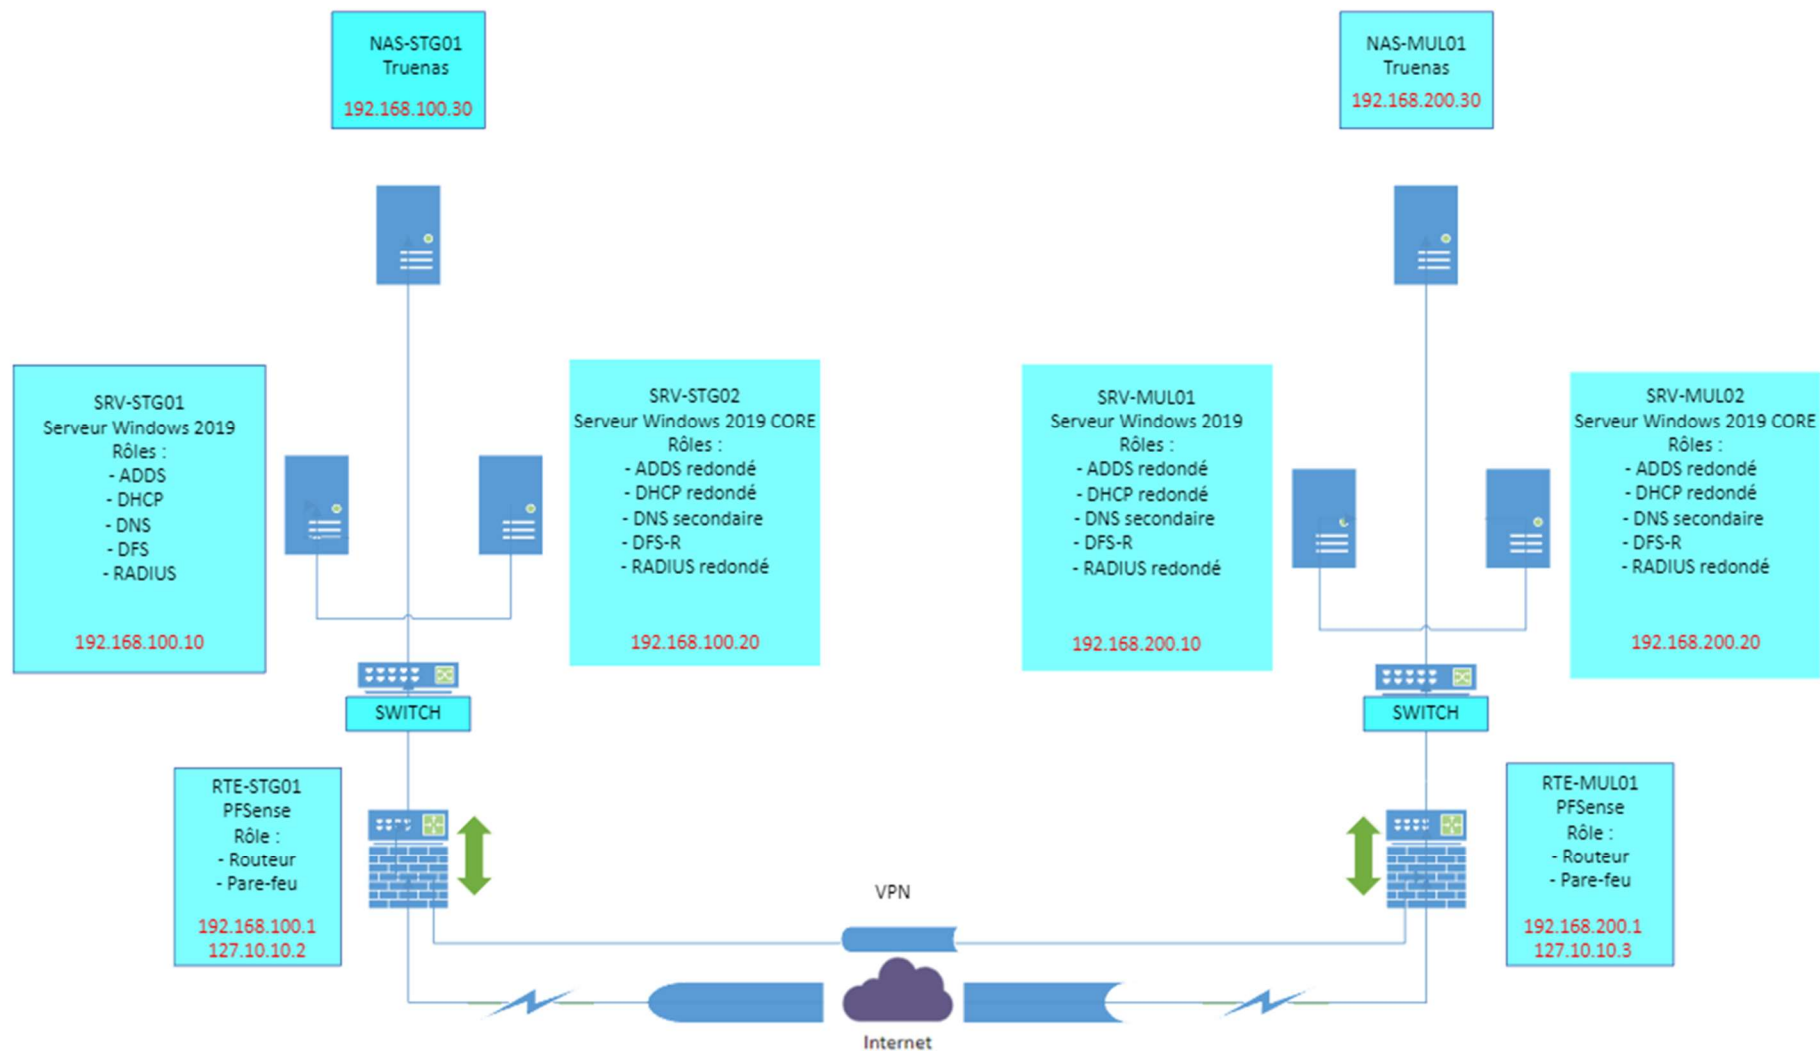 NAS-STG01
Truenas
192.168.100.30
NAS-MUL01
Truenas
192.168.200.30
SRV-STG01
Serveur Windows 2019
Rôles :
- ADDS
- DHCP
- DNS
- DFS
- RADIUS
192.168.100.10
SRV-STG02
Serveur Windows 2019 CORE
Rôles :
- ADDS redondé
- DHCP redondé
- DNS secondaire
- DFS-R
- RADIUS redondé
192.168.100.20
SRV-MUL01
Serveur Windows 2019
Rôles :
- ADDS redondé
- DHCP redondé
- DNS secondaire
- DFS-R
- RADIUS redondé
192.168.200.10
SRV-MUL02
Serveur Windows 2019 CORE
Rôles :
- ADDS redondé
- DHCP redondé
- DNS secondaire
- DFS-R
- RADIUS redondé
192.168.200.20
SWITCH
SWITCH
RTE-STG01
PFSense
Rôle :
- Routeur
- Pare-feu
192.168.100.1
127.10.10.2
RTE-MUL01
PFSense
Rôle :
- Routeur
- Pare-feu
192.168.200.1
127.10.10.3
VPN
Internet